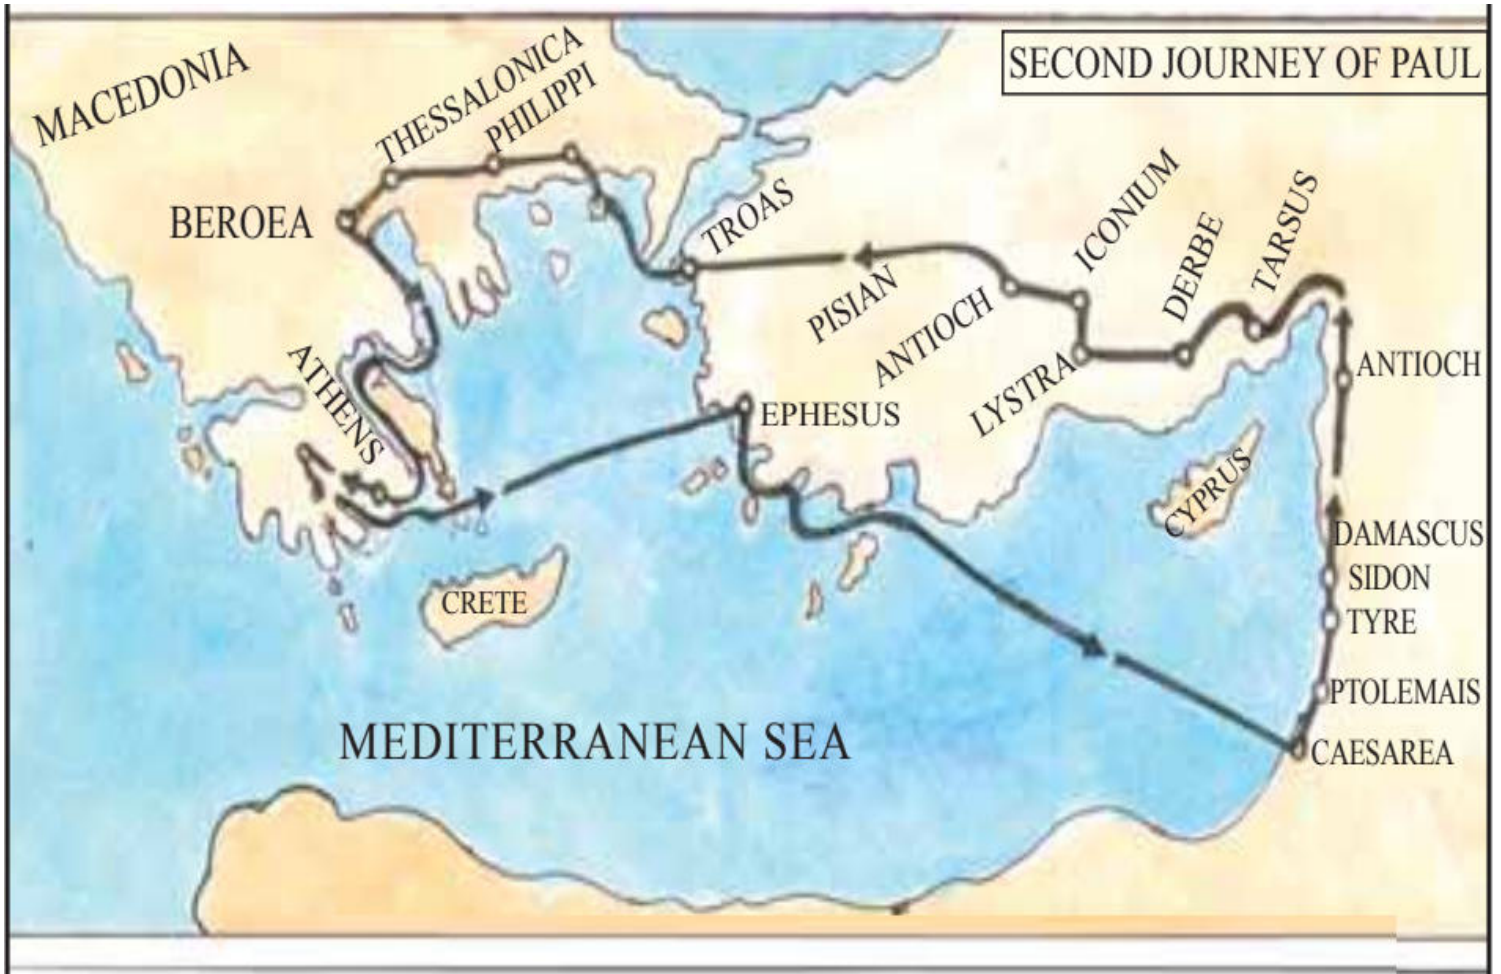 SECOND JOURNEY OF PAUL
MACEDONIA
THESSALONICA
PHILIPPI
BEROEA
TROAS
ICONIUM
DERBE
TARSUS
PISIAN
ANTIOCH
LYSTRA
ANTIOCH
ATHENS
EPHESUS
CYPRUS
DAMASCUS
SIDON
CRETE
TYRE
PTOLEMAIS
MEDITERRANEAN SEA
CAESAREA